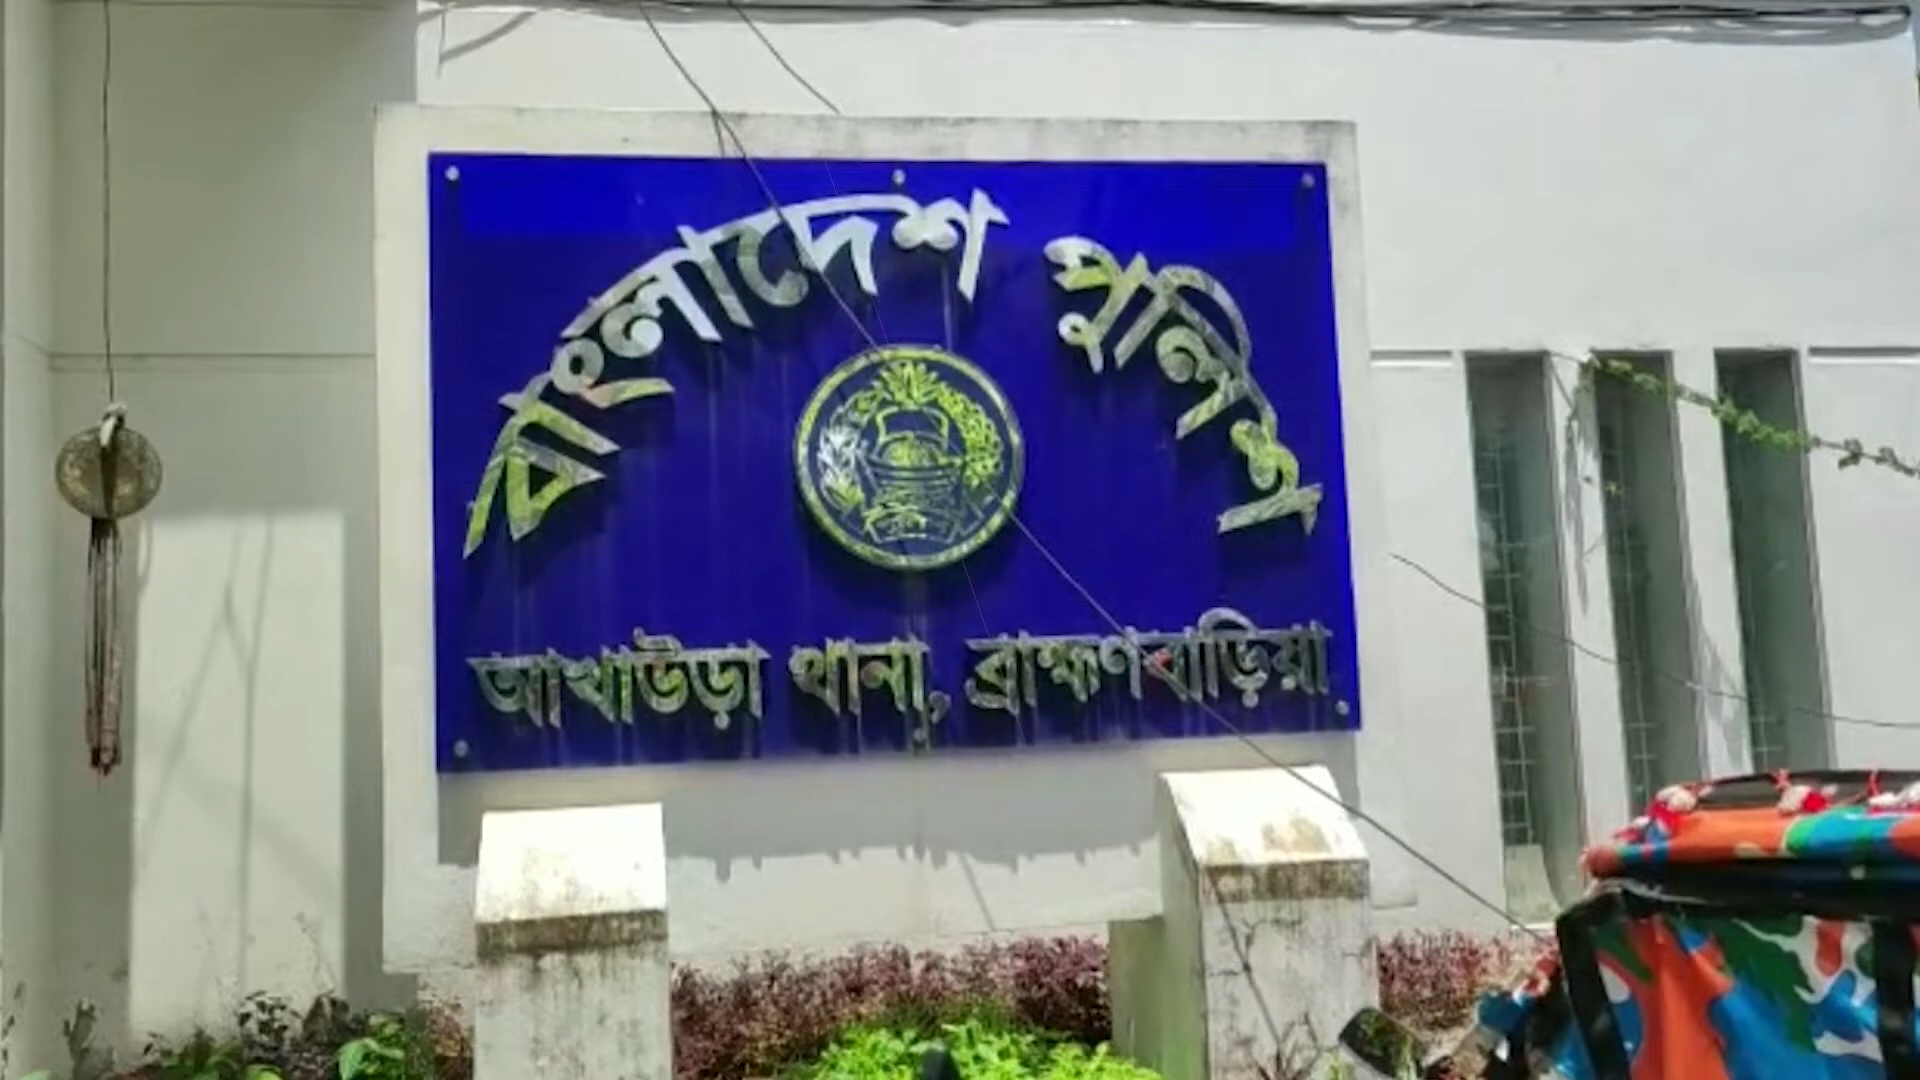 বাংলাদেশ পুলিশ
আখাউড়া থানা, ব্রাহ্মণবাড়িয়া